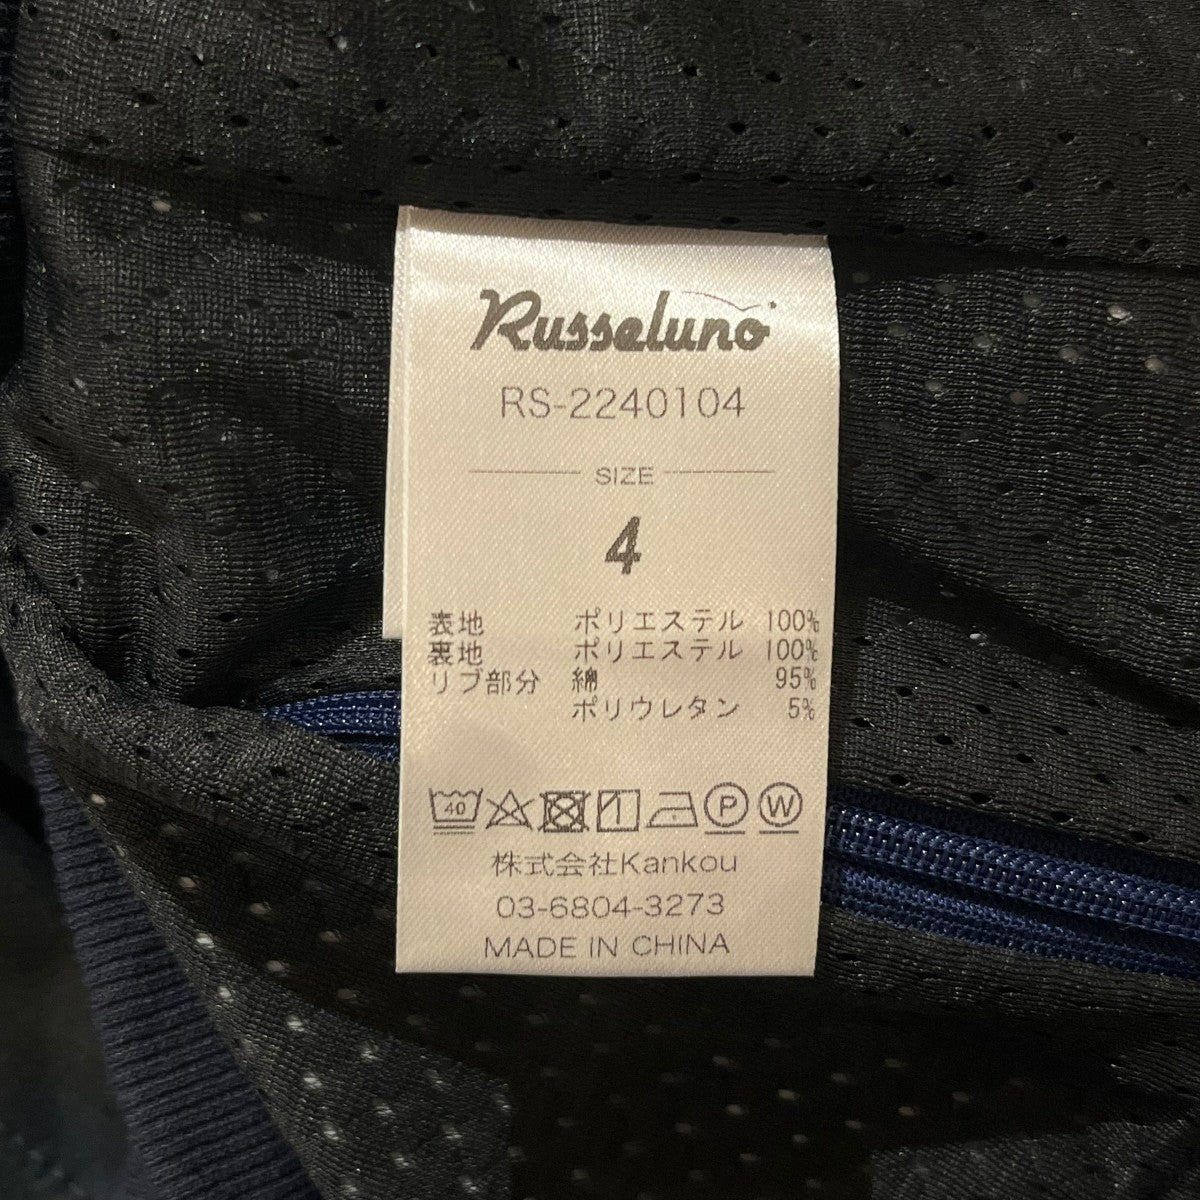 Russeluno
RS-2240104
SIZE
4
表地 ポリエステル 100%
裏地 ポリエステル 100%
リブ部分 綿 95%
ポリウレタン 5%
40 P W
株式会社Kankou
03-6804-3273
MADE IN CHINA